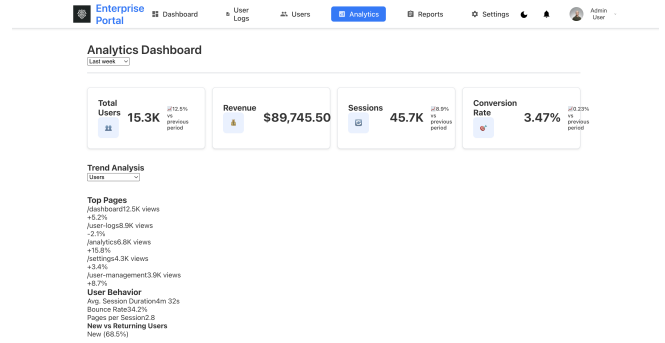 Enterprise
Portal
Dashboard
User
Logs
Users
Analytics
Reports
Settings
Admin
User
Analytics Dashboard
Last week
Total
Users
15.3K
12.5%
vs
previous
period
Revenue
$89,745.50
Sessions
45.7K
8.9%
vs
previous
period
Conversion
Rate
3.47%
0.23%
vs
previous
period
Trend Analysis
Users
Top Pages
/dashboard12.5K views
+5.2%
/user-logs8.9K views
-2.1%
/analytics6.8K views
+15.8%
/settings4.3K views
+3.4%
/user-management3.9K views
+8.7%
User Behavior
Avg. Session Duration4m 32s
Bounce Rate34.2%
Pages per Session2.8
New vs Returning Users
New (68.5%)